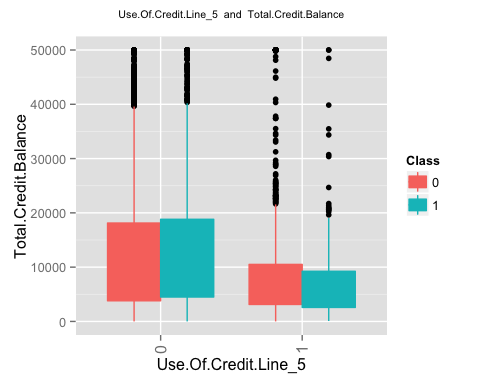 Use.Of.Credit.Line_5 and Total.Credit.Balance
50000
40000
30000
20000
10000
0
Total.Credit.Balance
0
1
Use.Of.Credit.Line_5
Class
0
1